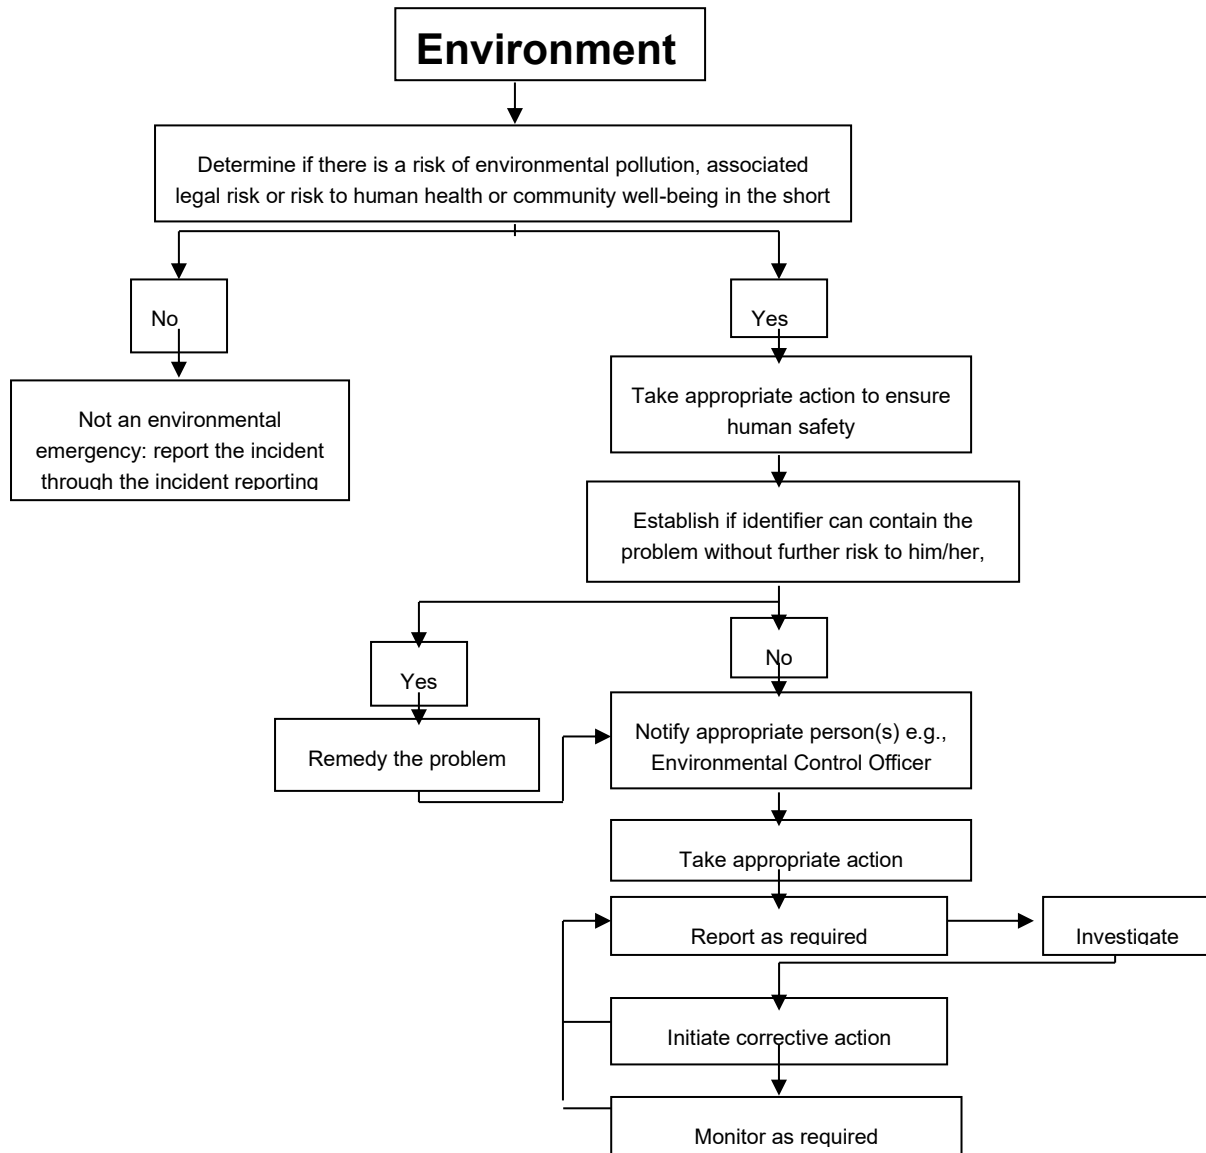 Environment
Determine if there is a risk of environmental pollution, associated
legal risk or risk to human health or community well-being in the short
No
Yes
Not an environmental
emergency: report the incident
through the incident reporting
Take appropriate action to ensure
human safety
Establish if identifier can contain the
problem without further risk to him/her,
Yes
No
Remedy the problem
Notify appropriate person(s) e.g.,
Environmental Control Officer
Take appropriate action
Report as required
Investigate
Initiate corrective action
Monitor as required